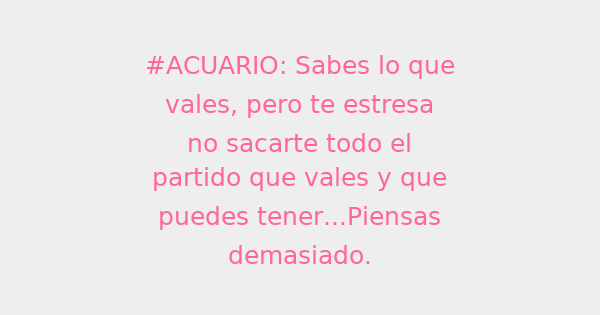 #ACUARIO: Sabes lo que
vales, pero te estresa
no sacarte todo el
partido que vales y que
puedes tener...Piensas
demasiado.